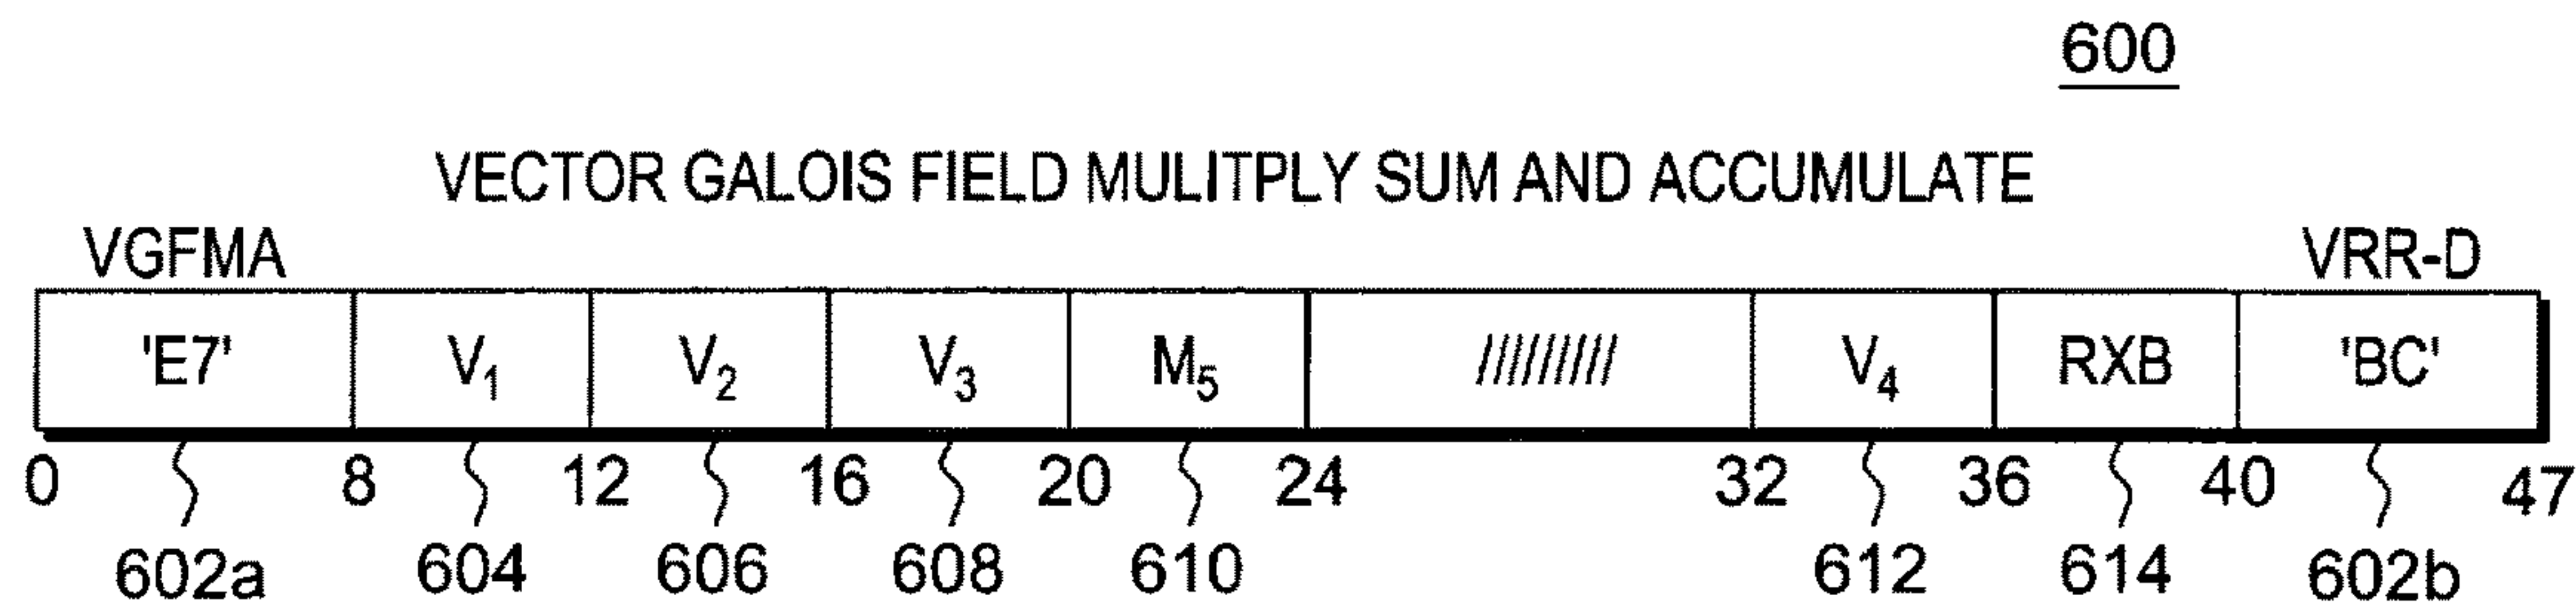 600
VECTOR GALOIS FIELD MULITPLY SUM AND ACCUMULATE
VGFMA VRR-D
'E7' V1 V2 V3 M5 ///////// V4 RXB 'BC'
0 8 12 16 20 24 32 36 40 47
602a 604 606 608 610 612 614 602b